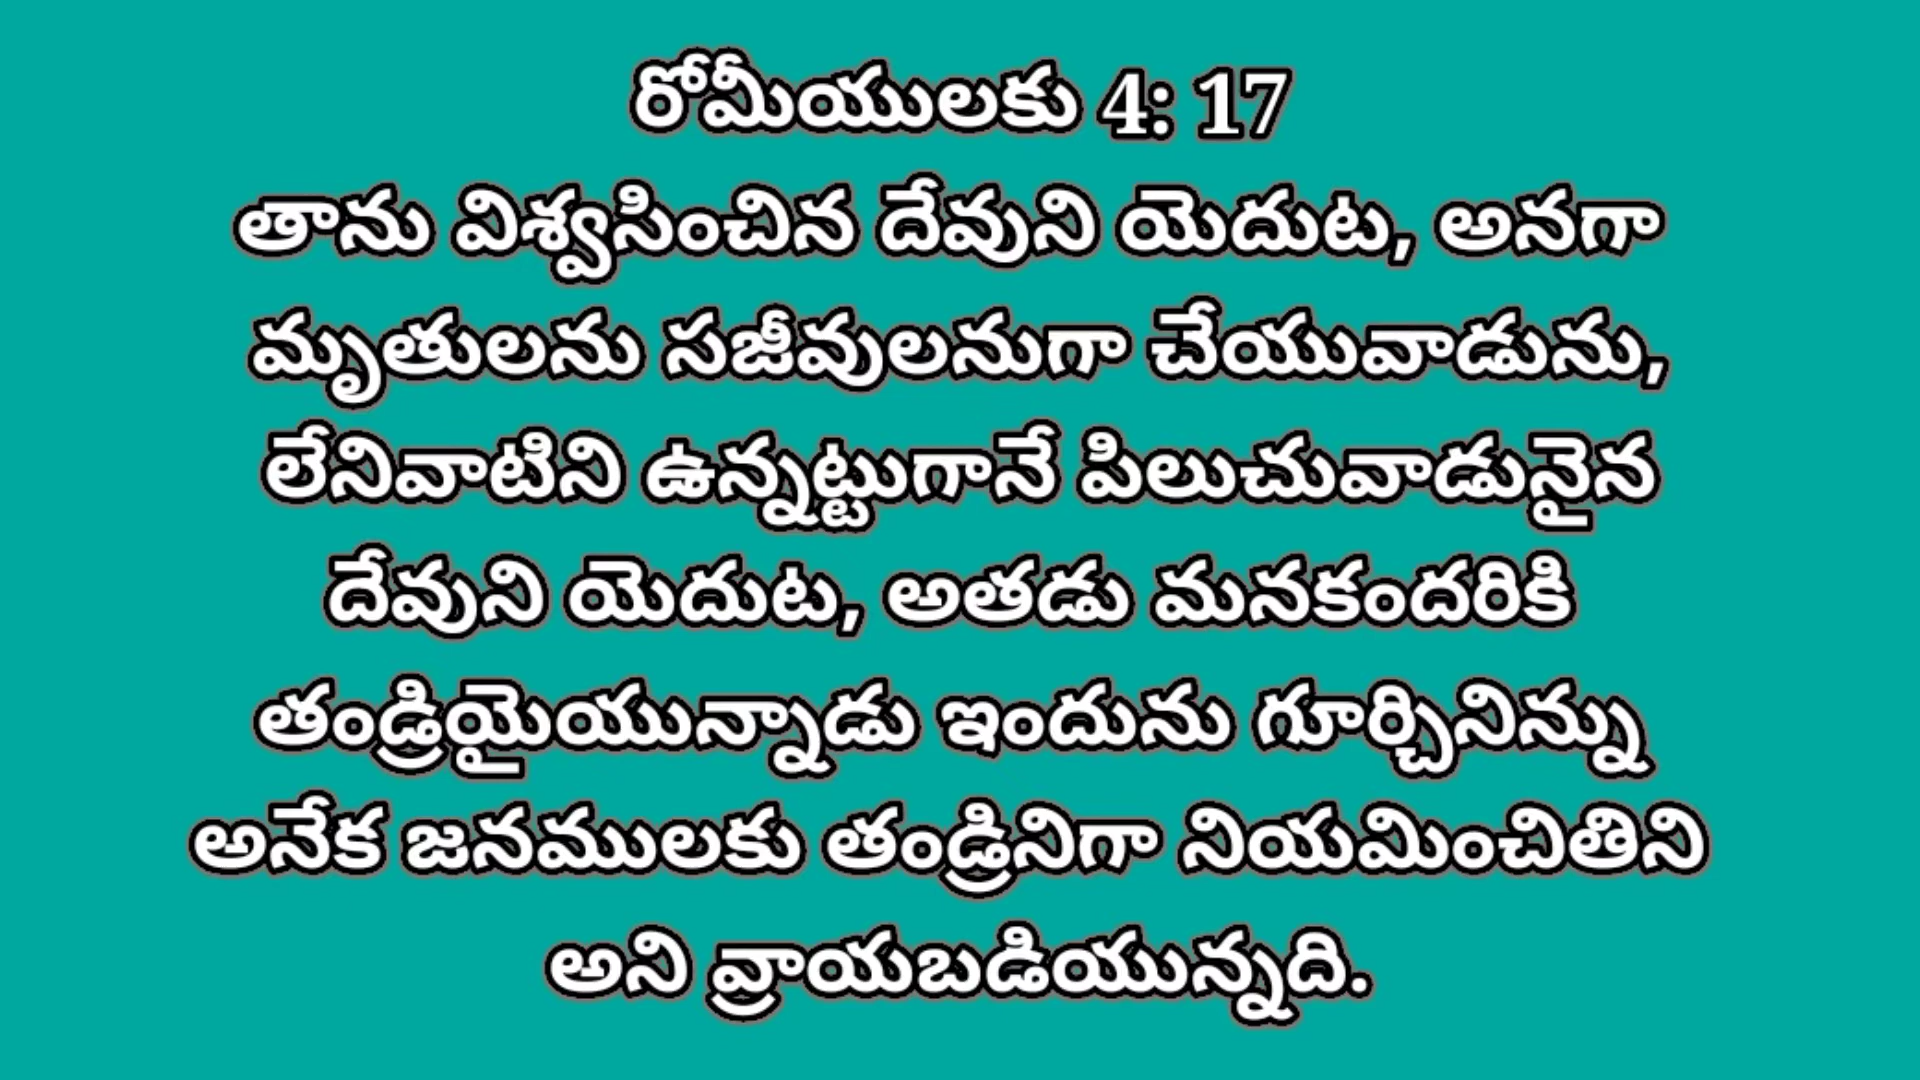 రోమీయులకు 4: 17
తాను విశ్వసించిన దేవుని యెదుట, అనగా
మృతులను సజీవులనుగా చేయువాడును,
లేనివాటిని ఉన్నట్టుగానే పిలుచువాడునైన
దేవుని యెదుట, అతడు మనకందరికి
తండ్రియైయున్నాడు ఇందును గూర్చినిన్ను
అనేక జనములకు తండ్రినిగా నియమించితిని
అని వ్రాయబడియున్నది.